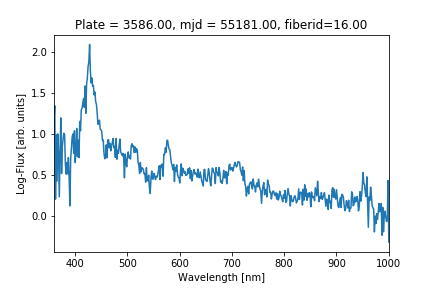 Plate = 3586.00, mjd = 55181.00, fiberid=16.00
Log-Flux [arb. units]
2.0
1.5
1.0
0.5
0.0
400 500 600 700 800 900 1000
Wavelength [nm]